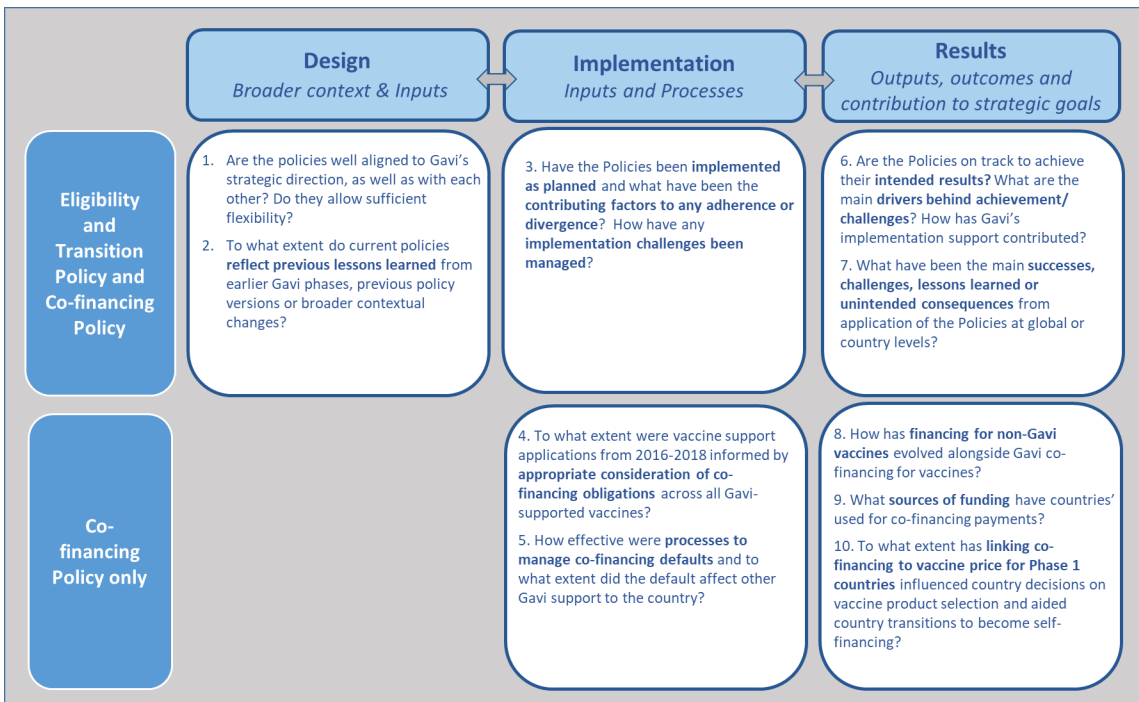 Design
Broader context & Inputs
Implementation
Inputs and Processes
Results
Outputs, outcomes and
contribution to strategic goals
Eligibility
and
Transition
Policy and
Co-financing
Policy
1. Are the policies well aligned to Gavi's
strategic direction, as well as with each
other? Do they allow sufficient
flexibility?
2. To what extent do current policies
reflect previous lessons learned from
earlier Gavi phases, previous policy
versions or broader contextual
changes?
3. Have the Policies been implemented
as planned and what have been the
contributing factors to any adherence or
divergence? How have any
implementation challenges been
managed?
6. Are the Policies on track to achieve
their intended results? What are the
main drivers behind achievement/
challenges? How has Gavi's
implementation support contributed?
7. What have been the main successes,
challenges, lessons learned or
unintended consequences from
application of the Policies at global or
country levels?
Co-
financing
Policy only
4. To what extent were vaccine support
applications from 2016-2018 informed by
appropriate consideration of co-
financing obligations across all Gavi-
supported vaccines?
5. How effective were processes to
manage co-financing defaults and to
what extent did the default affect other
Gavi support to the country?
8. How has financing for non-Gavi
vaccines evolved alongside Gavi co-
financing for vaccines?
9. What sources of funding have countries'
used for co-financing payments?
10. To what extent has linking co-
financing to vaccine price for Phase 1
countries influenced country decisions on
vaccine product selection and aided
country transitions to become self-
financing?